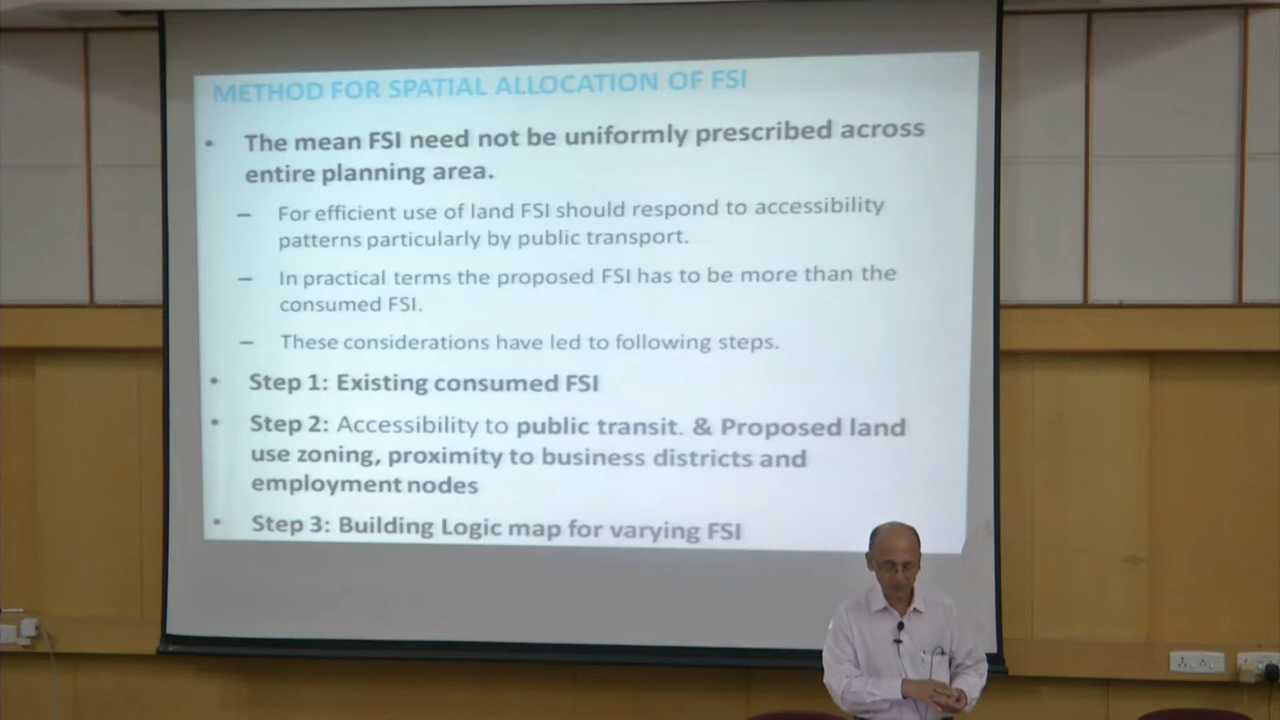 METHOD FOR SPATIAL ALLOCATION OF FSI
• The mean FSI need not be uniformly prescribed across
entire planning area.
– For efficient use of land FSI should respond to accessibility
patterns particularly by public transport.
– In practical terms the proposed FSI has to be more than the
consumed FSI.
– These considerations have led to following steps.
• Step 1: Existing consumed FSI
• Step 2: Accessibility to public transit. & Proposed land
use zoning, proximity to business districts and
employment nodes
• Step 3: Building Logic map for varying FSI